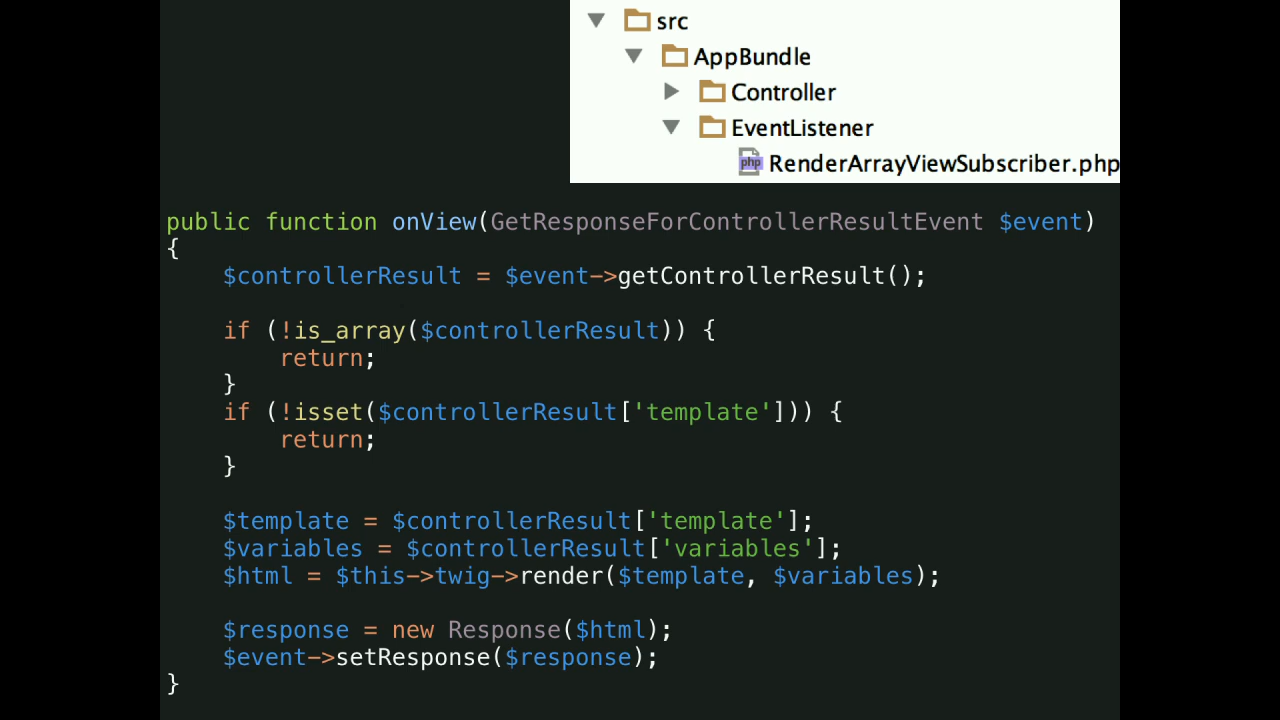 src
AppBundle
Controller
EventListener
php RenderArrayViewSubscriber.php
public function onView(GetResponseForControllerResultEvent $event)
{
    $controllerResult = $event->getControllerResult();
    if (!is_array($controllerResult)) {
        return;
    }
    if (!isset($controllerResult['template'])) {
        return;
    }
    $template = $controllerResult['template'];
    $variables = $controllerResult['variables'];
    $html = $this->twig->render($template, $variables);
    $response = new Response($html);
    $event->setResponse($response);
}